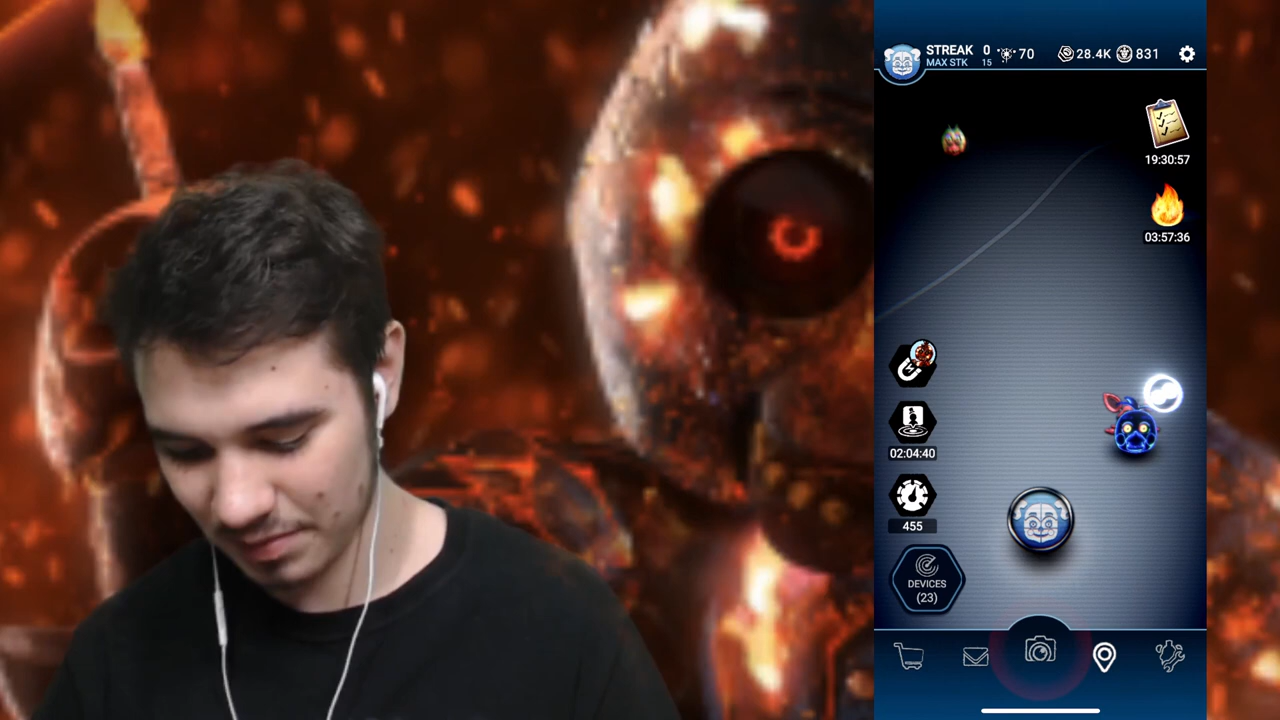 STREAK 0 70 28.4K 831
MAX STK 15
19:30:57
03:57:36
02:04:40
455
DEVICES
(23)